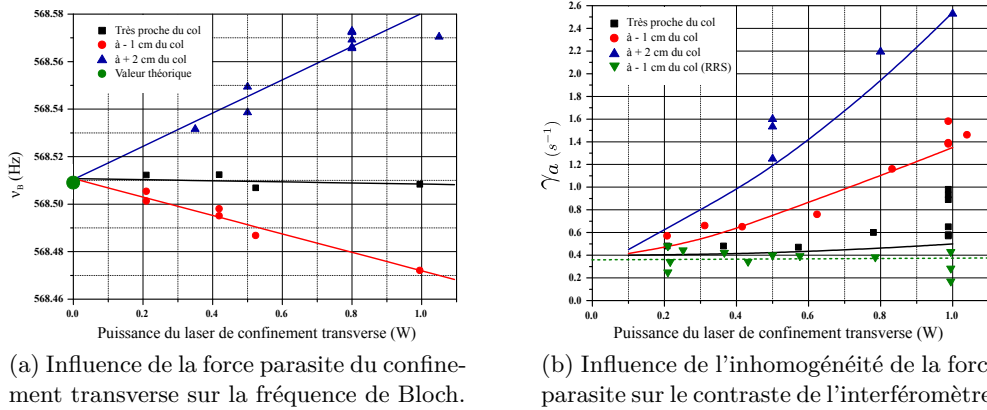 568.60
568.58
568.56
568.54
568.52
568.50
568.48
568.46
ν_B (Hz)
Très proche du col
à - 1 cm du col
à + 2 cm du col
Valeur théorique
0.0 0.2 0.4 0.6 0.8 1.0
Puissance du laser de confinement transverse (W)
(a) Influence de la force parasite du confine-
ment transverse sur la fréquence de Bloch.
2.6
2.4
2.2
2.0
1.8
1.6
1.4
1.2
1.0
0.8
0.6
0.4
0.2
0.0
γ_a (s⁻¹)
Très proche du col
à - 1 cm du col
à + 2 cm du col
à - 1 cm du col (RRS)
0.0 0.2 0.4 0.6 0.8 1.0
Puissance du laser de confinement transverse (W)
(b) Influence de l'inhomogénéité de la force
parasite sur le contraste de l'interféromètre